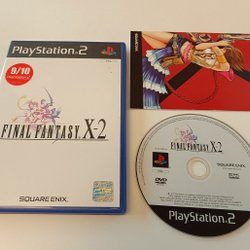 PlayStation 2
9/10
FINAL FANTASY X-2
SQUARE ENIX
FINAL FANTASY X-2
DVD
SQUARE ENIX
PlayStation 2